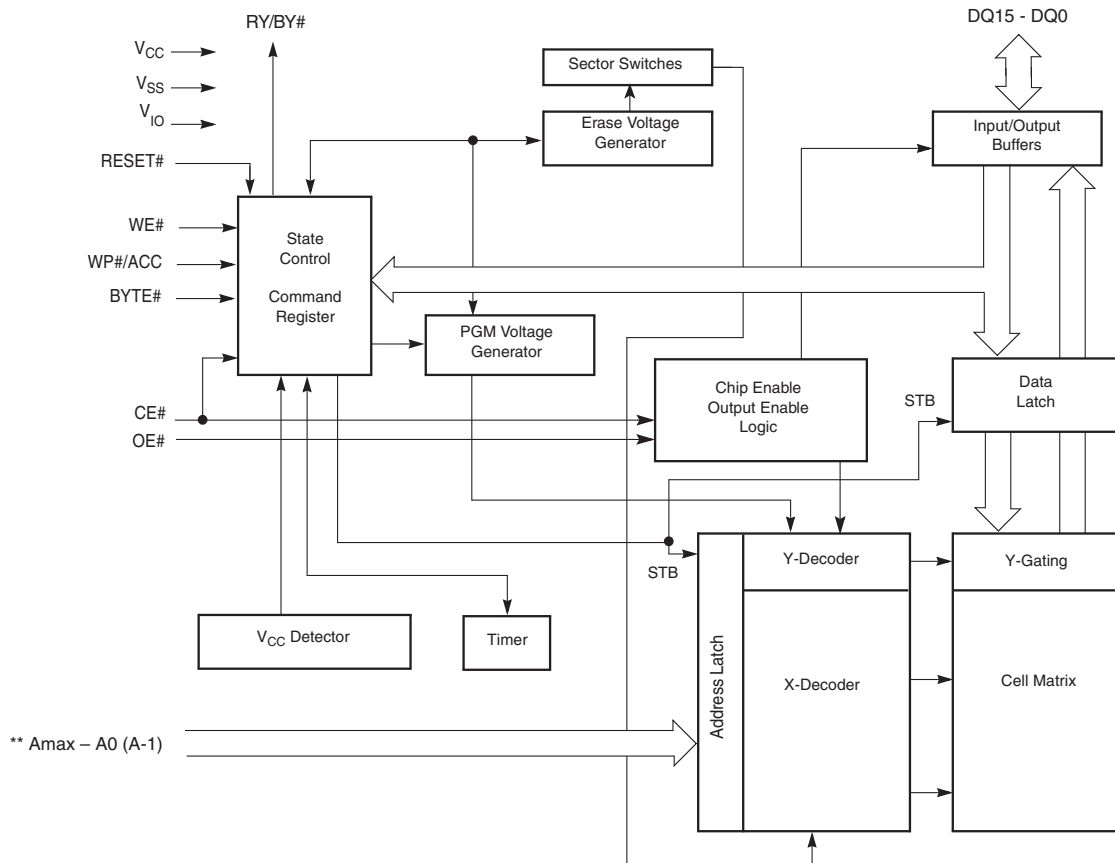 RY/BY#
DQ15 - DQ0
VCC
VSS
VIO
RESET#
WE#
WP#/ACC
BYTE#
CE#
OE#
Sector Switches
Erase Voltage
Generator
Input/Output
Buffers
State
Control
Command
Register
PGM Voltage
Generator
Chip Enable
Output Enable
Logic
STB
Data
Latch
STB
Y-Decoder
Y-Gating
VCC Detector
Timer
Address Latch
X-Decoder
Cell Matrix
** Amax – A0 (A-1)